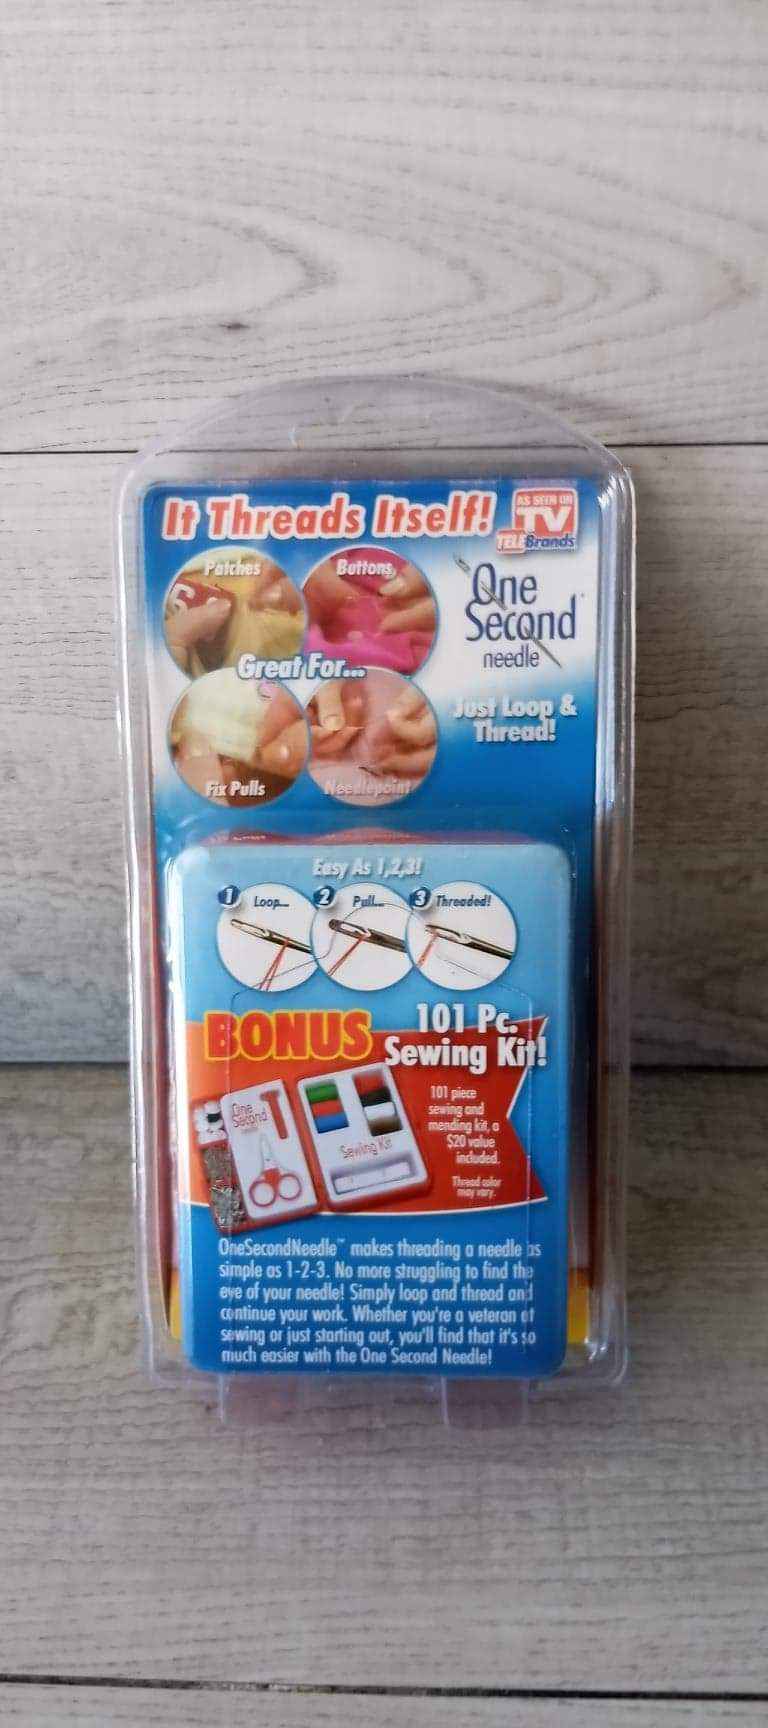 It Threads Itself!
AS SEEN ON
TV
TELEBrands
Patches
Buttons
One
Second
needle
Great For...
Just Loop &
Thread!
Fix Pulls
Needlepoint
Easy As 1,2,3!
1 Loop...
2 Pull...
3 Threaded!
BONUS
101 Pc.
Sewing Kit!
One
Second
Sewing Kit
101 piece
sewing and
mending kit, a
$20 value
included.
Thread color
may vary.
OneSecondNeedle™ makes threading a needle as
simple as 1-2-3. No more struggling to find the
eye of your needle! Simply loop and thread and
continue your work. Whether you're a veteran at
sewing or just starting out, you'll find that it's so
much easier with the One Second Needle!